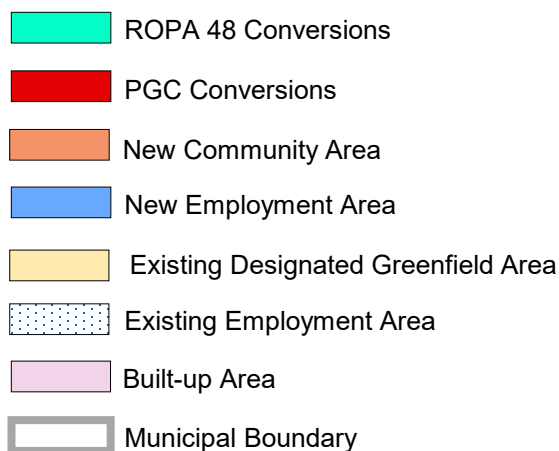 ROPA 48 Conversions
PGC Conversions
New Community Area
New Employment Area
Existing Designated Greenfield Area
Existing Employment Area
Built-up Area
Municipal Boundary